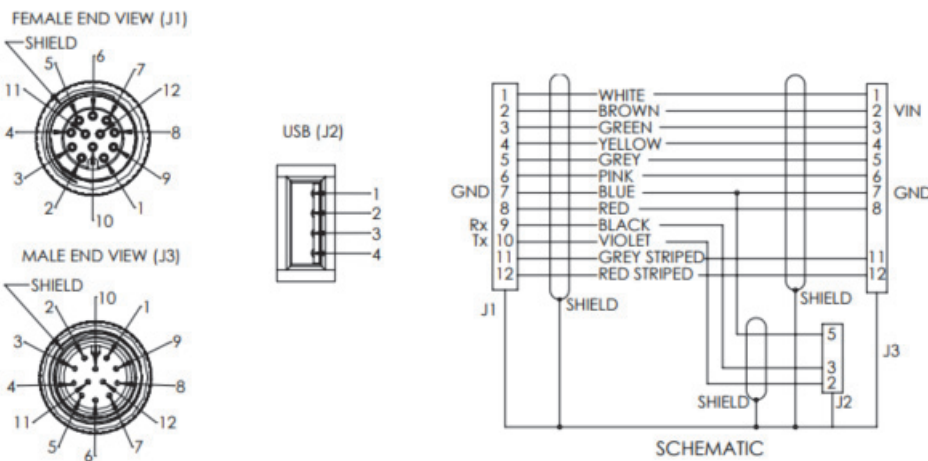 FEMALE END VIEW (J1)
SHIELD
6
5
7
11
12
4
8
3
9
2
1
10
MALE END VIEW (J3)
SHIELD
10
2
1
3
9
4
8
11
12
5
7
6
USB (J2)
1
2
3
4
1 WHITE 1
2 BROWN 2 VIN
3 GREEN 3
4 YELLOW 4
5 GREY 5
6 PINK 6
GND 7 BLUE 7 GND
8 RED 8
Rx 9 BLACK
Tx 10 VIOLET
11 GREY STRIPED 11
12 RED STRIPED 12
J1
SHIELD
SHIELD
J3
5
3
2
SHIELD
J2
SCHEMATIC